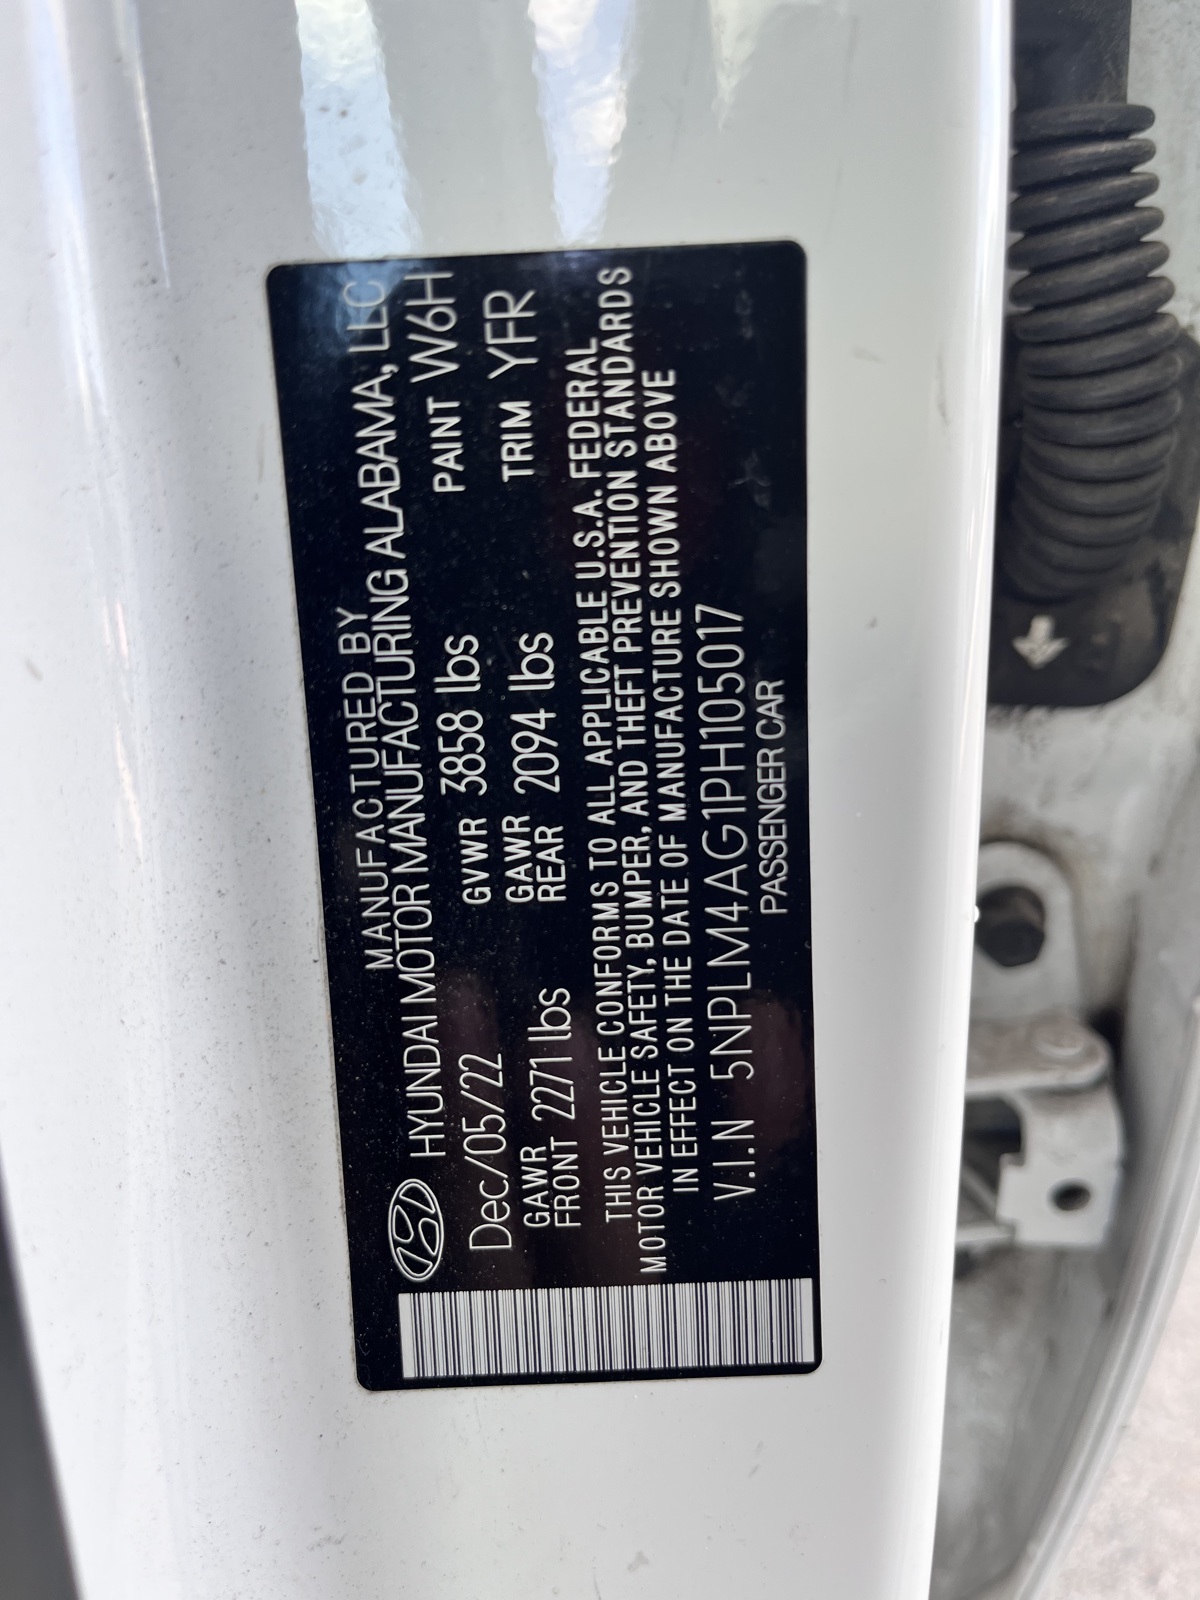 MANUFACTURED BY
HYUNDAI MOTOR MANUFACTURING ALABAMA, LLC
Dec/05/22 GVWR 3858 lbs PAINT W6H
GAWR FRONT 2271 lbs GAWR REAR 2094 lbs TRIM YFR
THIS VEHICLE CONFORMS TO ALL APPLICABLE U.S.A. FEDERAL
MOTOR VEHICLE SAFETY, BUMPER, AND THEFT PREVENTION STANDARDS
IN EFFECT ON THE DATE OF MANUFACTURE SHOWN ABOVE
V.I.N 5NPLM4AG1PH105017
PASSENGER CAR